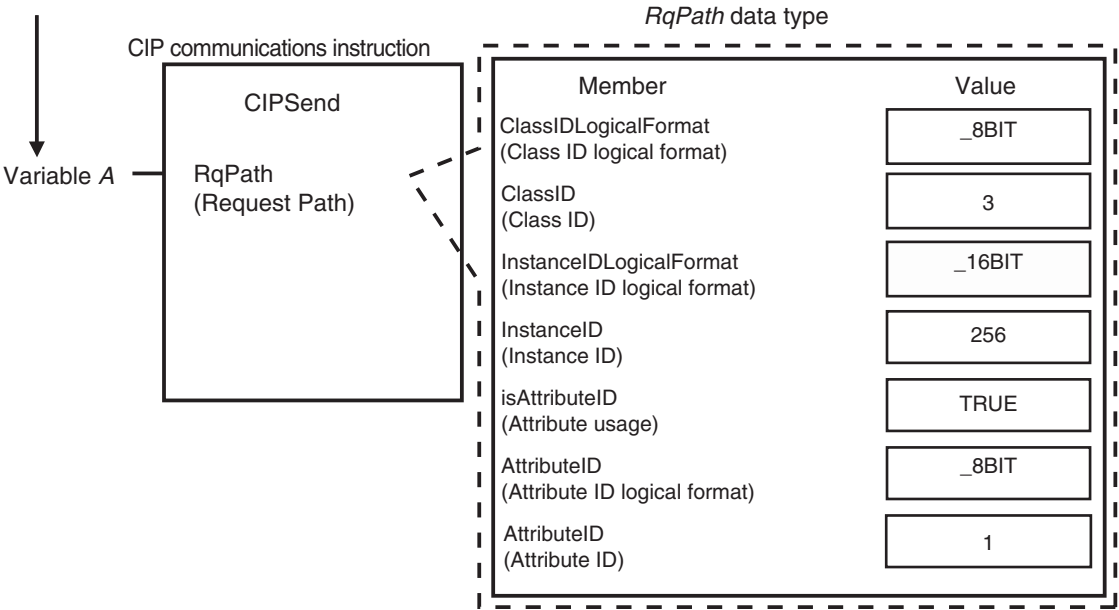 RqPath data type
CIP communications instruction
CIPSend
Variable A
RqPath
(Request Path)
Member Value
ClassIDLogicalFormat
(Class ID logical format)
_8BIT
ClassID
(Class ID)
3
InstanceIDLogicalFormat
(Instance ID logical format)
_16BIT
InstanceID
(Instance ID)
256
isAttributeID
(Attribute usage)
TRUE
AttributeID
(Attribute ID logical format)
_8BIT
AttributeID
(Attribute ID)
1